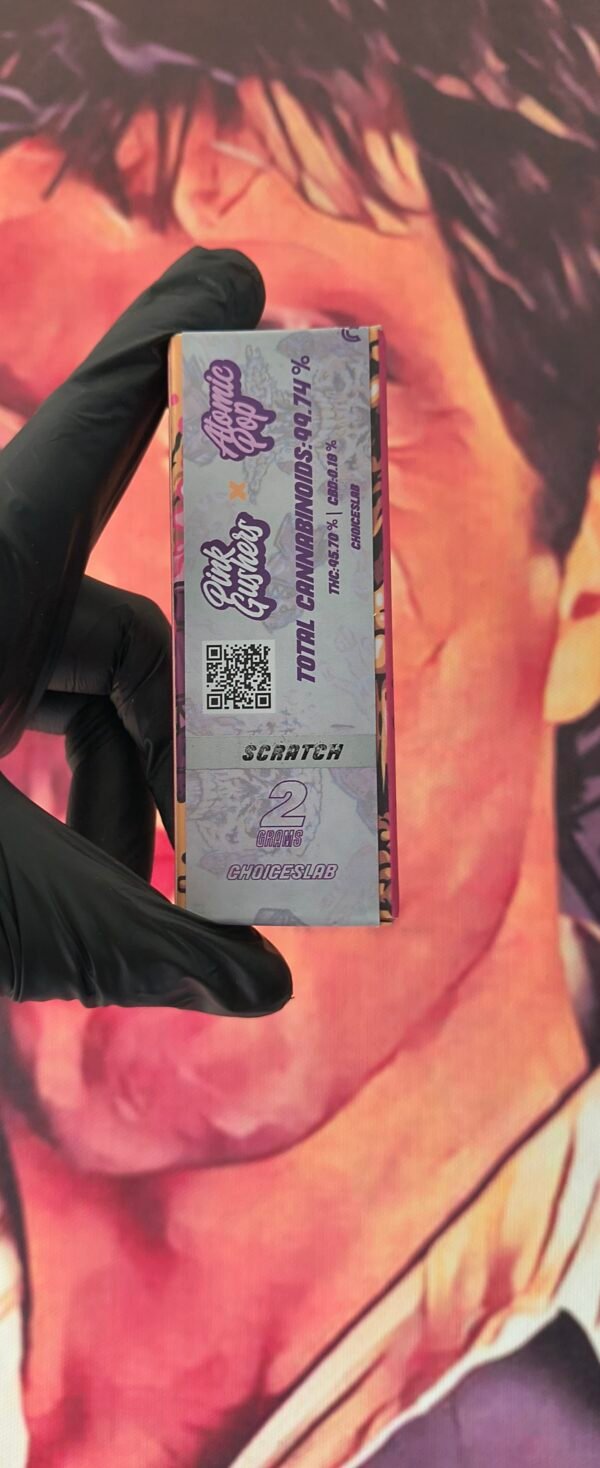 Pink Gushers
×
Atomic Pop
TOTAL CANNABINOIDS:99.74%
THC:95.70% | CBD:0.19%
CHOICESLAB
SCRATCH
2
GRAMS
CHOICESLAB